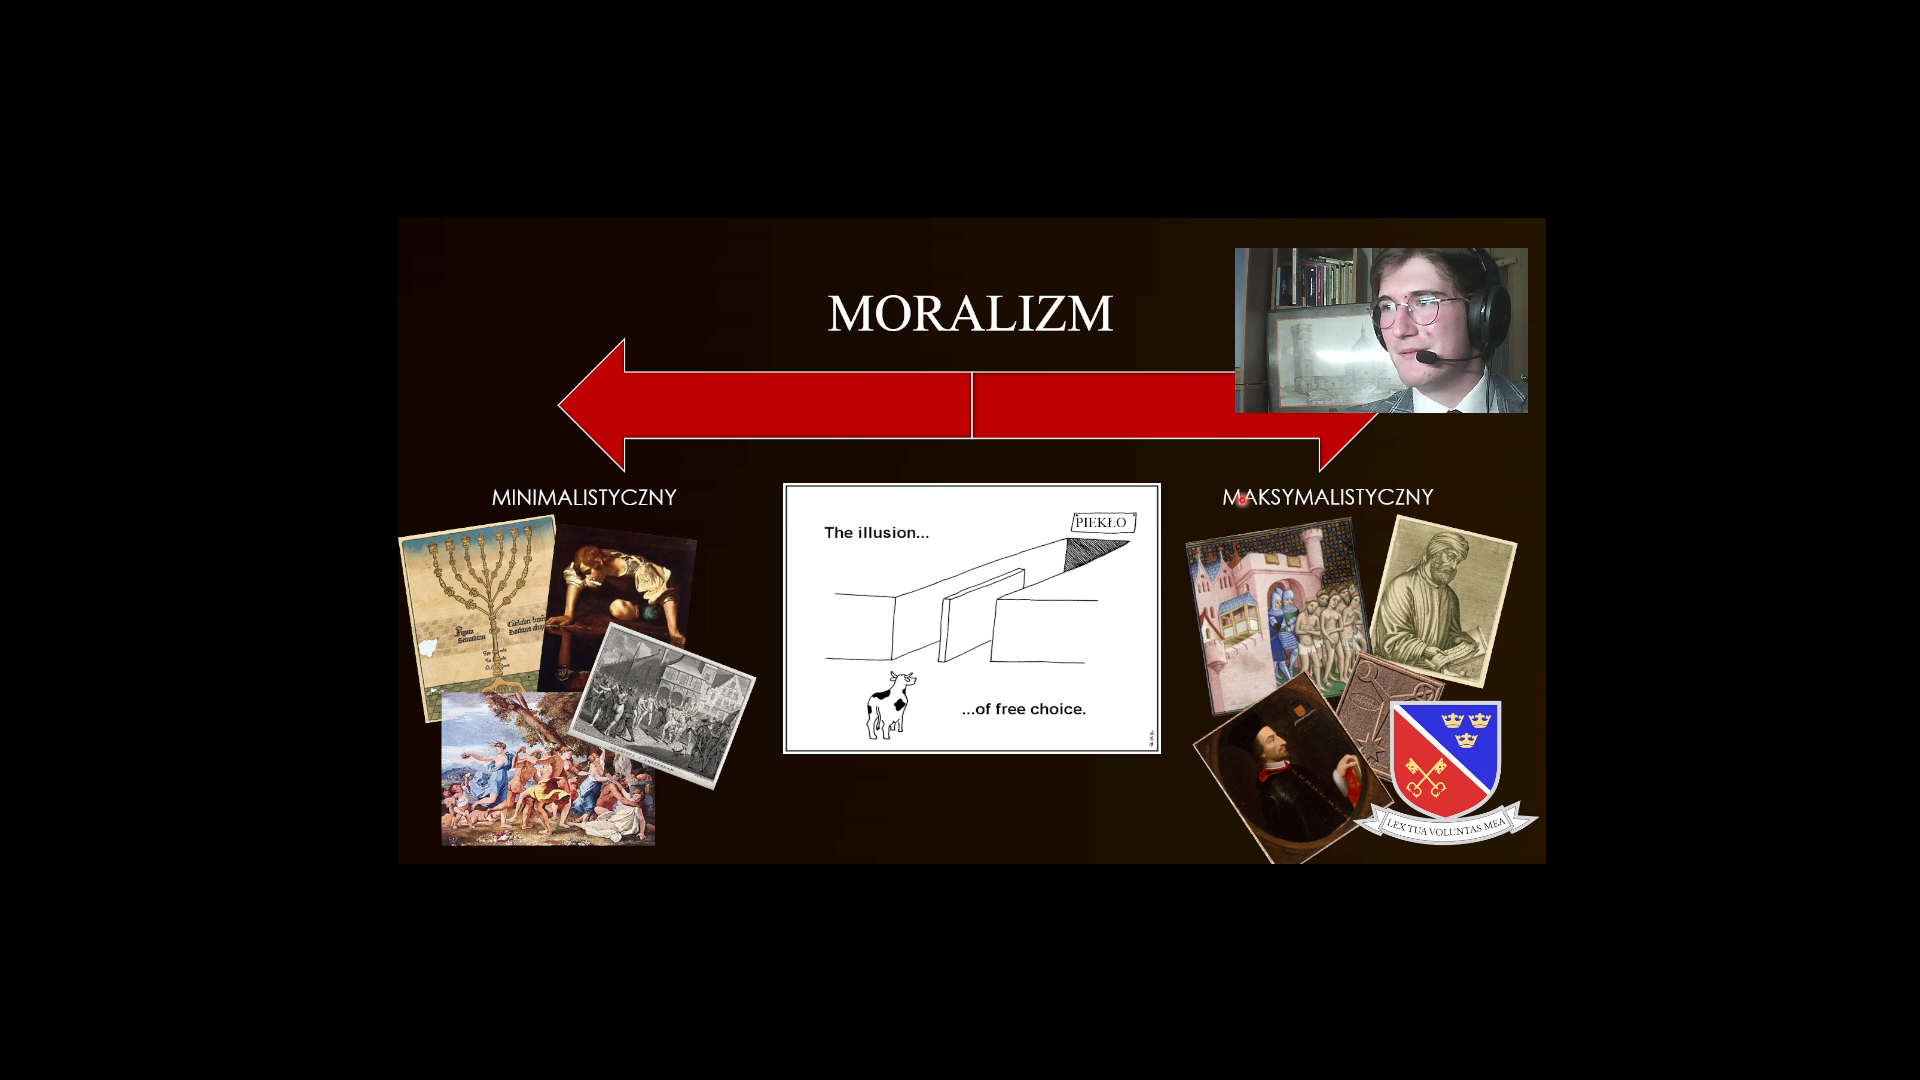 MORALIZM
MINIMALISTYCZNY
MAKSYMALISTYCZNY
The illusion...
PIEKŁO
...of free choice.
LEX TUA VOLUNTAS MEA